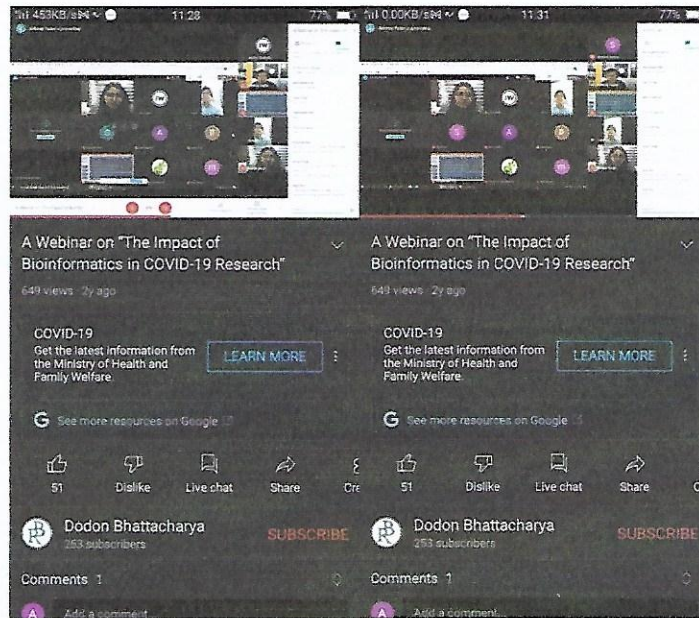 453KB/s
11:28
77%
A Webinar on "The Impact of
Bioinformatics in COVID-19 Research"
649 views 2y ago
COVID-19
Get the latest information from
the Ministry of Health and
Family Welfare
LEARN MORE
G See more resources on Google
51
Dislike
Live chat
Share
Cre
Dodon Bhattacharya
253 subscribers
SUBSCRIBE
Comments 1
A
Add a comment...
0.00KB/s
11:31
77%
A Webinar on "The Impact of
Bioinformatics in COVID-19 Research"
649 views 2y ago
COVID-19
Get the latest information from
the Ministry of Health and
Family Welfare.
LEARN MORE
G See more resources on Google
51
Dislike
Live chat
Share
C
Dodon Bhattacharya
253 subscribers
SUBSCRIBE
Comments 1
A
Add a comment...